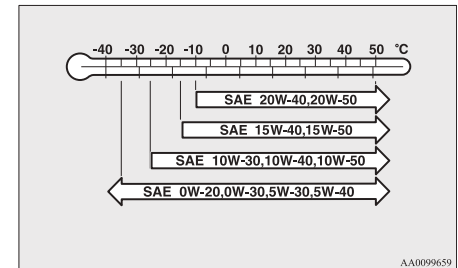 -40 -30 -20 -10 0 10 20 30 40 50 °C
SAE 20W-40,20W-50
SAE 15W-40,15W-50
SAE 10W-30,10W-40,10W-50
SAE 0W-20,0W-30,5W-30,5W-40
AA0099659